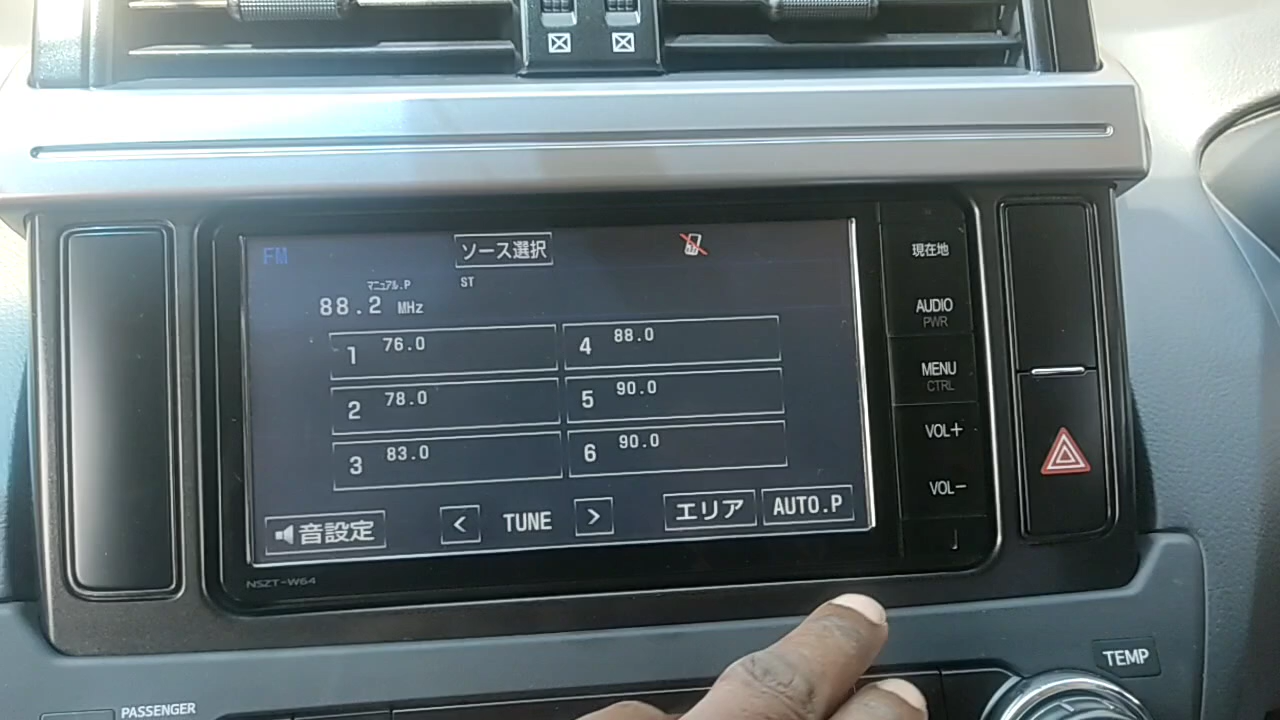 FM
ソース選択
マニュアル.P
ST
88.2 MHz
1 76.0
4 88.0
2 78.0
5 90.0
3 83.0
6 90.0
音設定
< TUNE >
エリア
AUTO.P
NSZT-W64
現在地
AUDIO
PWR
MENU
CTRL
VOL+
VOL-
TEMP
PASSENGER